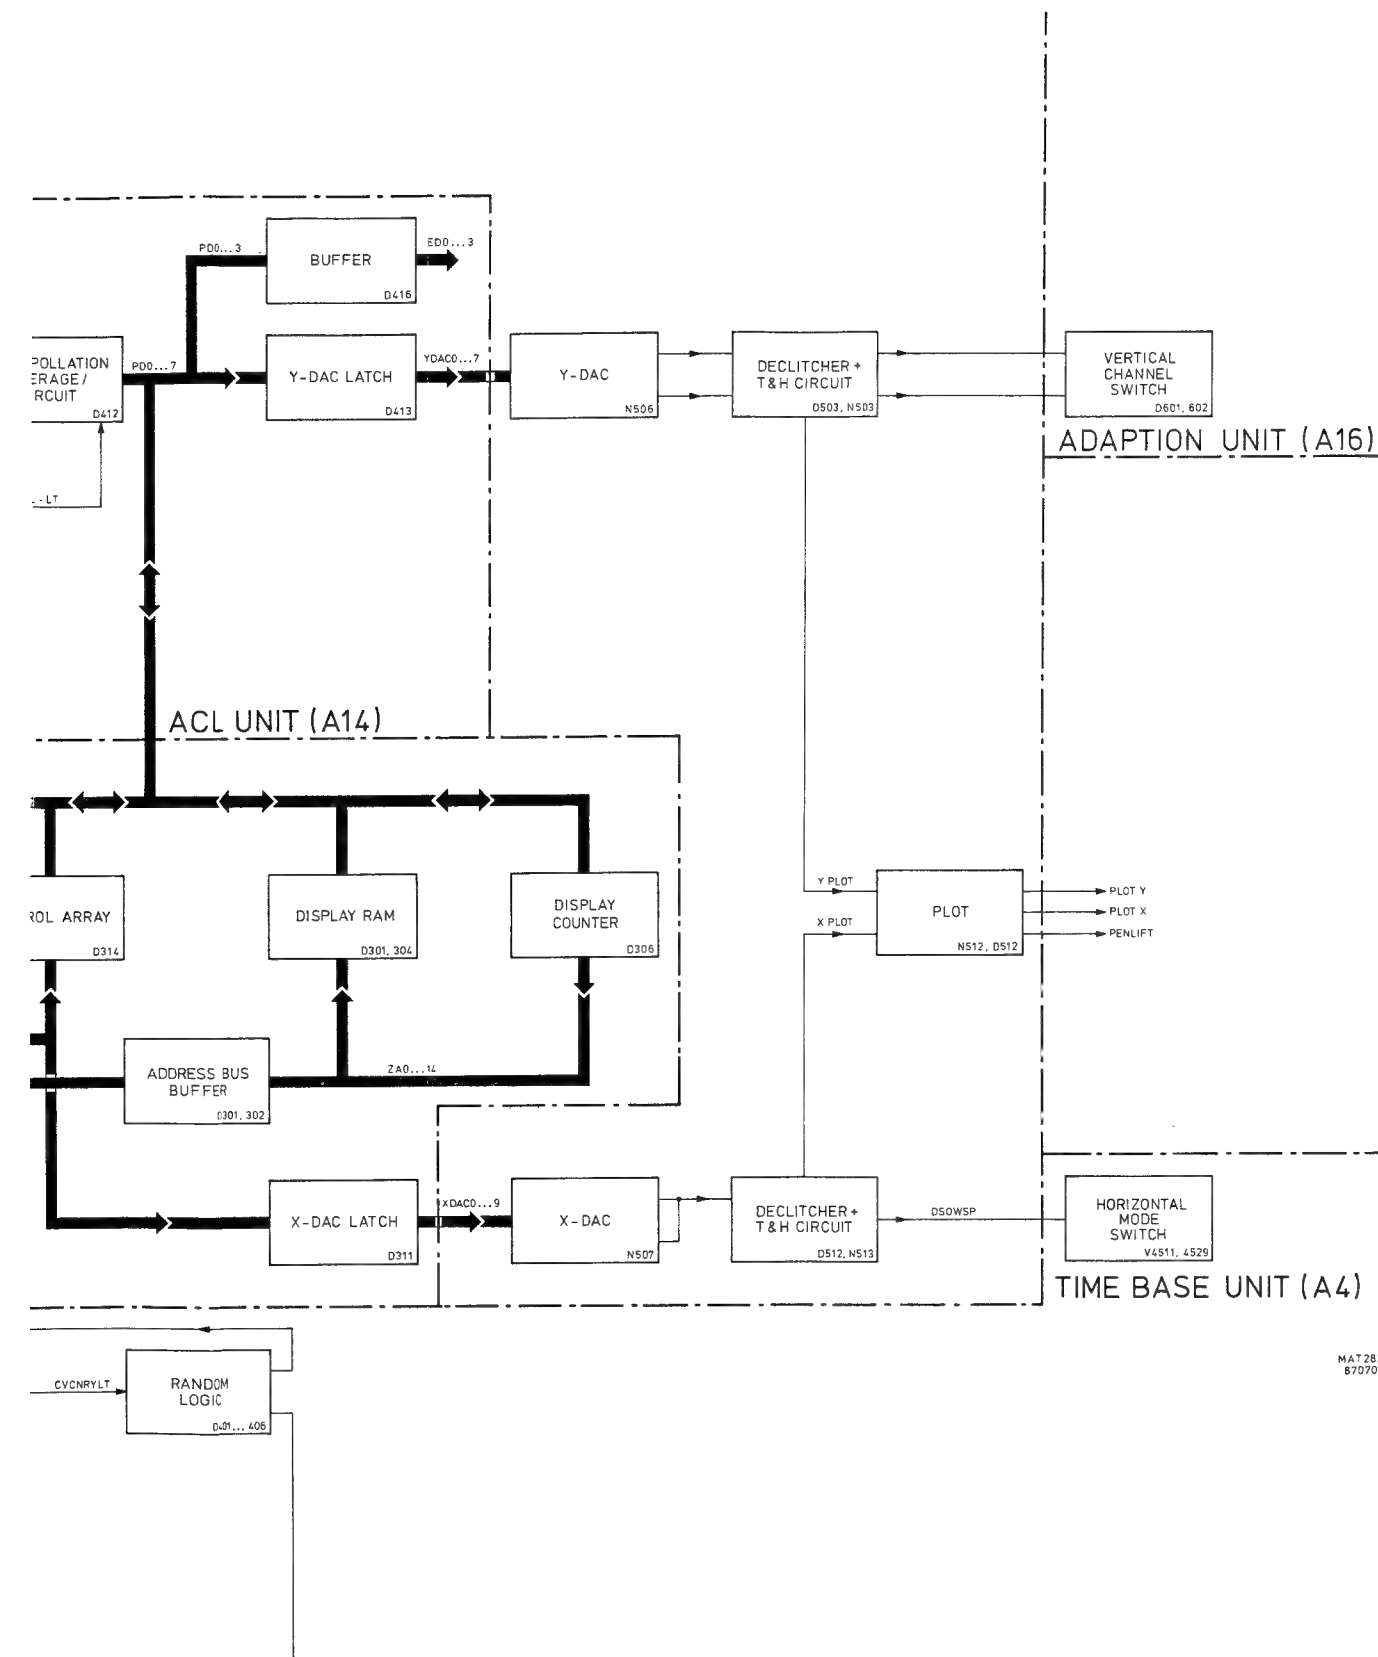 PD0...3
BUFFER
ED0...3
D416
POLLATION
ERAGE/
RCUIT
D412
PD0...7
Y-DAC LATCH
D413
YDAC0...7
Y-DAC
N506
DECLITCHER +
T&H CIRCUIT
D503, N503
VERTICAL
CHANNEL
SWITCH
D601, 602
ADAPTION UNIT (A16)
-LT
ACL UNIT (A14)
ROL ARRAY
D314
DISPLAY RAM
D301, 304
DISPLAY
COUNTER
D306
Y PLOT
X PLOT
PLOT
N512, D512
PLOT Y
PLOT X
PENLIFT
ADDRESS BUS
BUFFER
D301, 302
ZA0...14
X-DAC LATCH
D311
XDAC0...9
X-DAC
N507
DECLITCHER +
T&H CIRCUIT
D512, N513
DSOWSP
HORIZONTAL
MODE
SWITCH
V4511, 4529
TIME BASE UNIT (A4)
CVCNRYLT
RANDOM
LOGIC
D401... 406
MAT28
87070